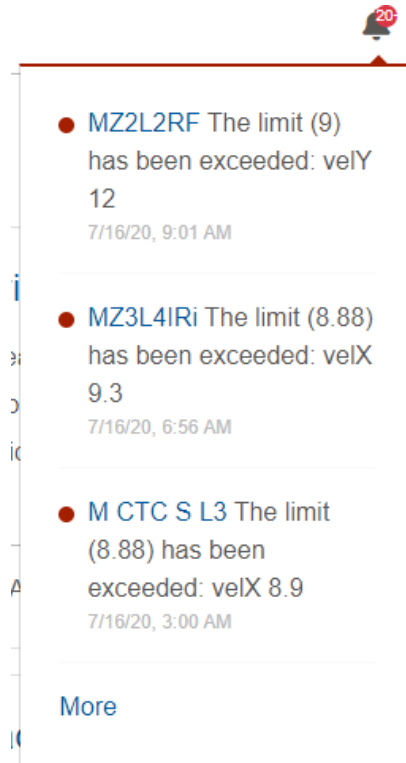 20+
MZ2L2RF The limit (9)
has been exceeded: velY
12
7/16/20, 9:01 AM
MZ3L4IRi The limit (8.88)
has been exceeded: velX
9.3
7/16/20, 6:56 AM
M CTC S L3 The limit
(8.88) has been
exceeded: velX 8.9
7/16/20, 3:00 AM
More